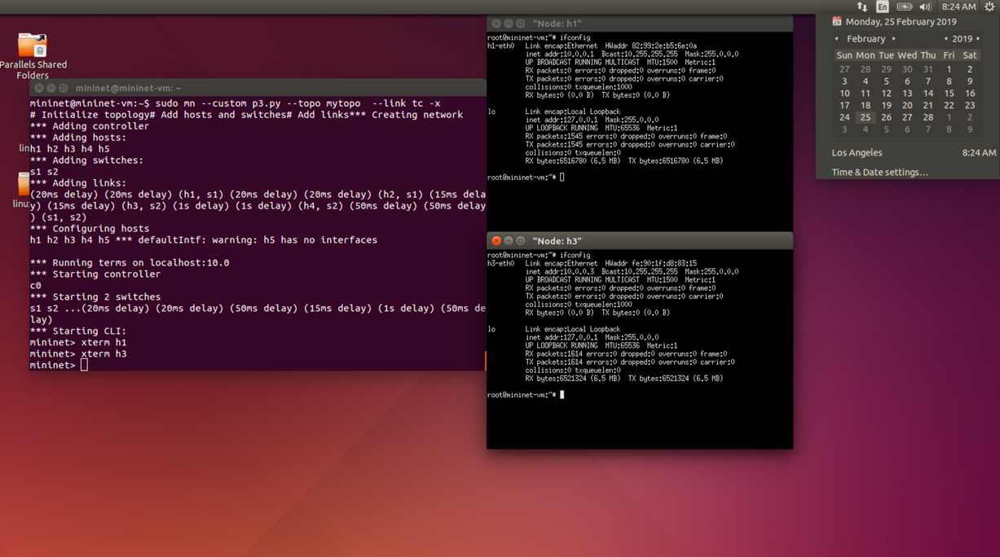 En
8:24 AM
Monday, 25 February 2019
February
2019
Sun Mon Tue Wed Thu Fri Sat
27 28 29 30 31 1 2
3 4 5 6 7 8 9
10 11 12 13 14 15 16
17 18 19 20 21 22 23
24 25 26 27 28 1 2
3 4 5 6 7 8 9
Los Angeles 8:24 AM
Time & Date settings...
Parallels Shared
Folders
lin
linu
mininet@mininet-vm: ~
mininet@mininet-vm:~$ sudo mn --custom p3.py --topo mytopo  --link tc -x
# Initialize topology# Add hosts and switches# Add links*** Creating network
*** Adding controller
*** Adding hosts:
h1 h2 h3 h4 h5
*** Adding switches:
s1 s2
*** Adding links:
(20ms delay) (20ms delay) (h1, s1) (20ms delay) (20ms delay) (h2, s1) (15ms dela
y) (15ms delay) (h3, s2) (1s delay) (1s delay) (h4, s2) (50ms delay) (50ms delay
) (s1, s2)
*** Configuring hosts
h1 h2 h3 h4 h5 *** defaultIntf: warning: h5 has no interfaces
*** Running terms on localhost:10.0
*** Starting controller
c0
*** Starting 2 switches
s1 s2 ...(20ms delay) (20ms delay) (50ms delay) (15ms delay) (1s delay) (50ms de
lay)
*** Starting CLI:
mininet> xterm h1
mininet> xterm h3
mininet>
"Node: h1"
root@mininet-vm:~# ifconfig
h1-eth0   Link encap:Ethernet  HWaddr 82:99:2e:b5:6e:0a
inet addr:10.0.0.1  Bcast:10.255.255.255  Mask:255.0.0.0
UP BROADCAST RUNNING MULTICAST  MTU:1500  Metric:1
RX packets:0 errors:0 dropped:0 overruns:0 frame:0
TX packets:0 errors:0 dropped:0 overruns:0 carrier:0
collisions:0 txqueuelen:1000
RX bytes:0 (0.0 B)  TX bytes:0 (0.0 B)
lo        Link encap:Local Loopback
inet addr:127.0.0.1  Mask:255.0.0.0
UP LOOPBACK RUNNING  MTU:65536  Metric:1
RX packets:1545 errors:0 dropped:0 overruns:0 frame:0
TX packets:1545 errors:0 dropped:0 overruns:0 carrier:0
collisions:0 txqueuelen:0
RX bytes:6516780 (6.5 MB)  TX bytes:6516780 (6.5 MB)
root@mininet-vm:~#
"Node: h3"
root@mininet-vm:~# ifconfig
h3-eth0   Link encap:Ethernet  HWaddr fe:90:1f:d8:83:15
inet addr:10.0.0.3  Bcast:10.255.255.255  Mask:255.0.0.0
UP BROADCAST RUNNING MULTICAST  MTU:1500  Metric:1
RX packets:0 errors:0 dropped:0 overruns:0 frame:0
TX packets:0 errors:0 dropped:0 overruns:0 carrier:0
collisions:0 txqueuelen:1000
RX bytes:0 (0.0 B)  TX bytes:0 (0.0 B)
lo        Link encap:Local Loopback
inet addr:127.0.0.1  Mask:255.0.0.0
UP LOOPBACK RUNNING  MTU:65536  Metric:1
RX packets:1614 errors:0 dropped:0 overruns:0 frame:0
TX packets:1614 errors:0 dropped:0 overruns:0 carrier:0
collisions:0 txqueuelen:0
RX bytes:6521324 (6.5 MB)  TX bytes:6521324 (6.5 MB)
root@mininet-vm:~#